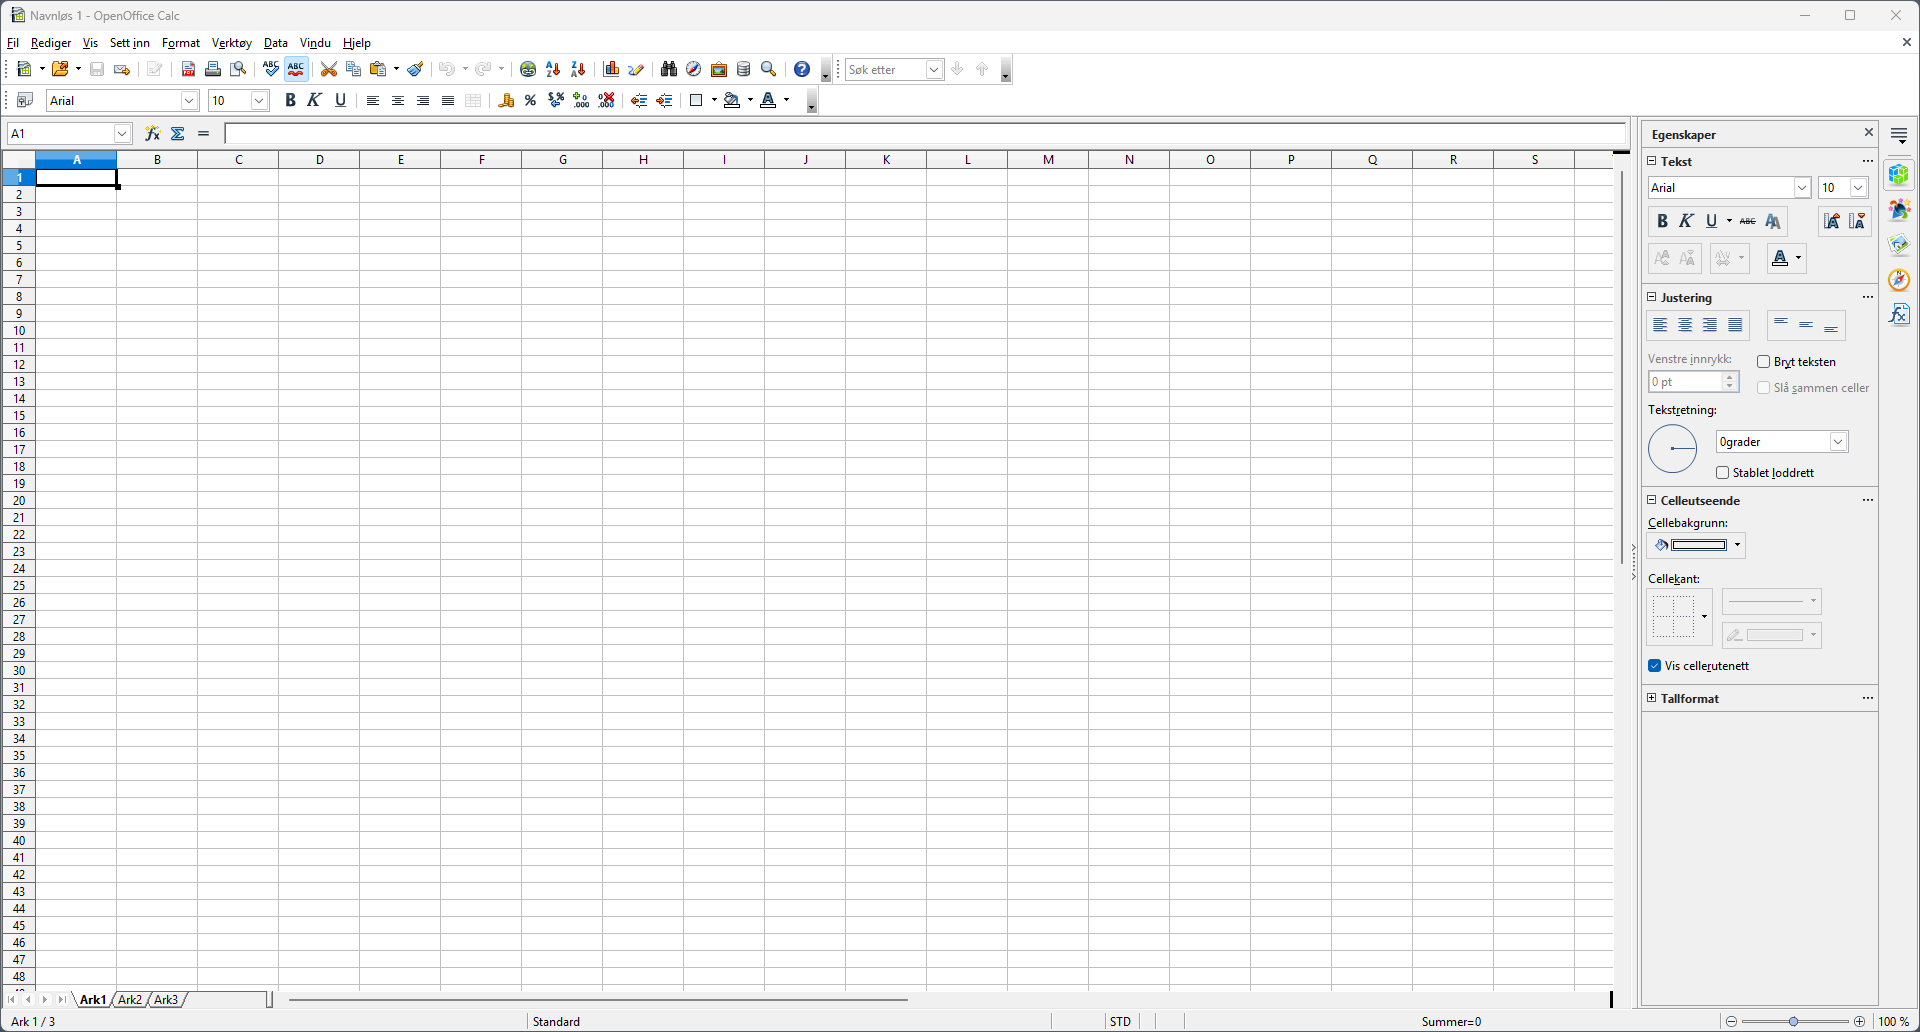 Navnløs 1 - OpenOffice Calc
Fil Rediger Vis Sett inn Format Verktøy Data Vindu Hjelp
Søk etter
Arial 10
A1
A B C D E F G H I J K L M N O P Q R S
1
2
3
4
5
6
7
8
9
10
11
12
13
14
15
16
17
18
19
20
21
22
23
24
25
26
27
28
29
30
31
32
33
34
35
36
37
38
39
40
41
42
43
44
45
46
47
48
Egenskaper
Tekst
Arial 10
B K U ABC
Justering
Venstre innrykk:
Bryt teksten
0 pt
Slå sammen celler
Tekstretning:
0grader
Stablet loddrett
Celleutseende
Cellebakgrunn:
Cellekant:
Vis cellerutenett
Tallformat
Ark1 Ark2 Ark3
Ark 1 / 3 Standard STD Summer=0 100 %